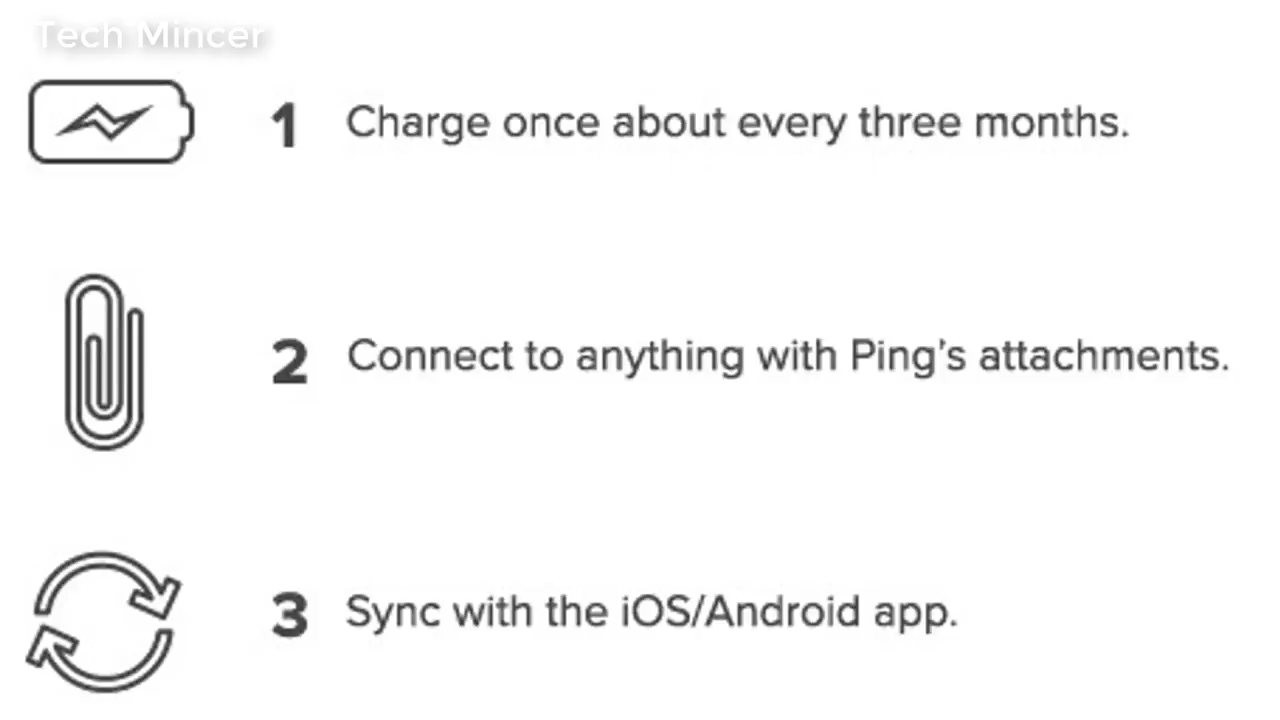 Tech Mincer
1 Charge once about every three months.
2 Connect to anything with Ping's attachments.
3 Sync with the iOS/Android app.